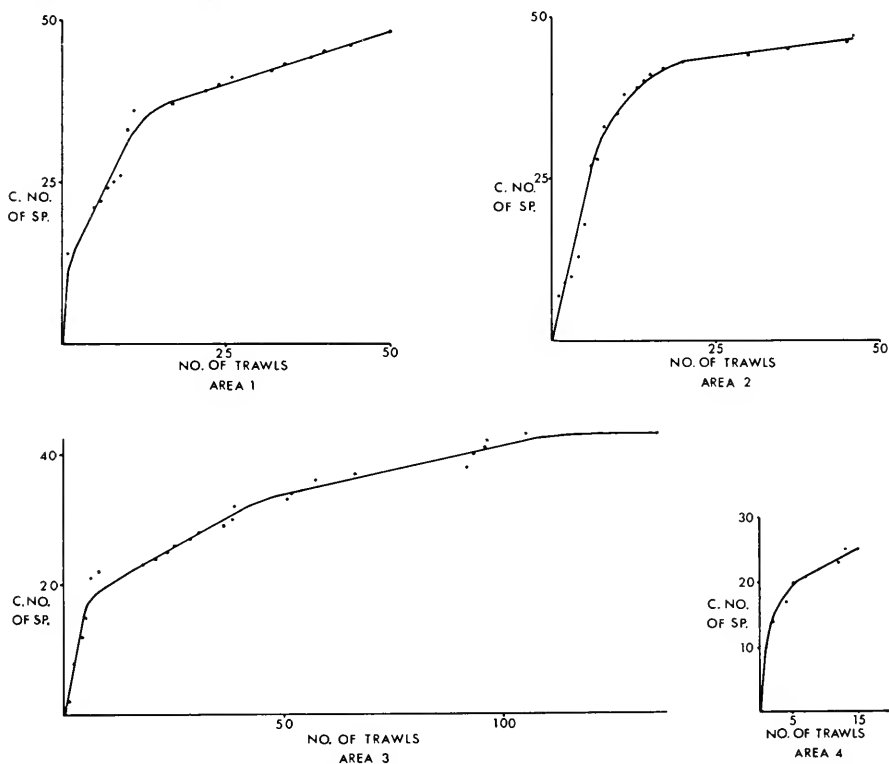 50
25
C. NO.
OF SP.
25
50
NO. OF TRAWLS
AREA 1
50
25
C. NO.
OF SP.
25
50
NO. OF TRAWLS
AREA 2
40
20
C. NO.
OF SP.
50
100
NO. OF TRAWLS
AREA 3
30
20
C. NO.
OF SP.
10
5
15
NO. OF TRAWLS
AREA 4